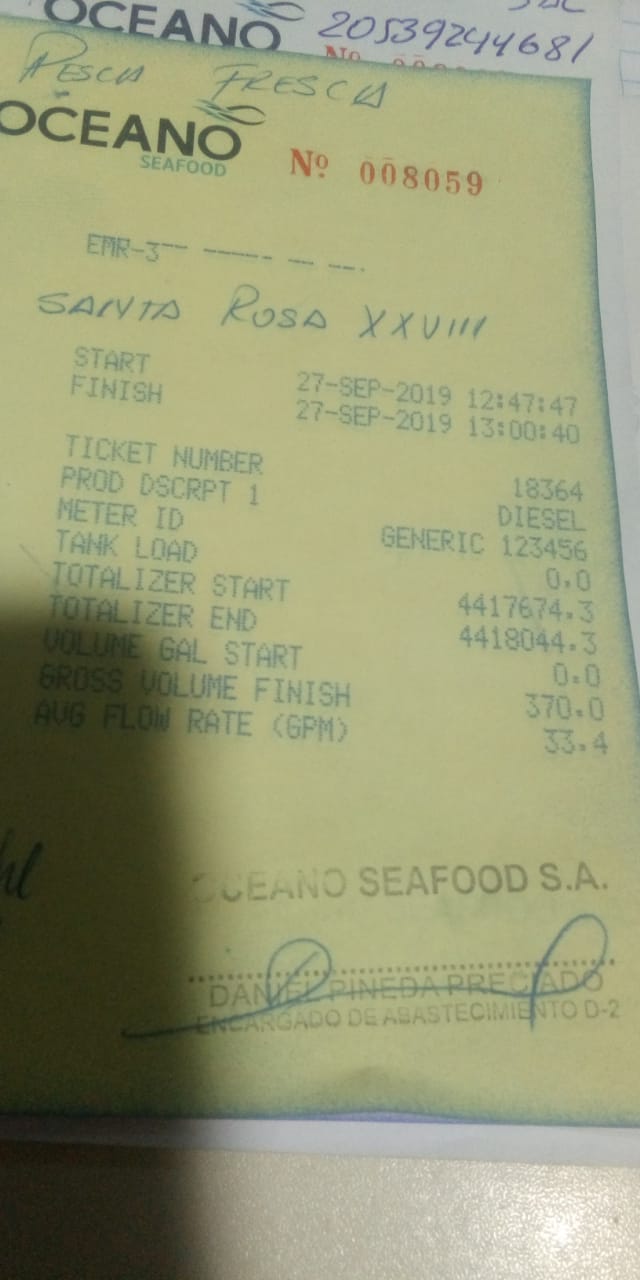 OCEANO
20539244681
Nº
PESCA FRESCA
OCEANO
SEAFOOD
Nº 008059
EMR-3
SANTA ROSA XXVIII
START 27-SEP-2019 12:47:47
FINISH 27-SEP-2019 13:00:40
TICKET NUMBER 18364
PROD DSCRPT 1 DIESEL
METER ID GENERIC 123456
TANK LOAD 0.0
TOTALIZER START 4417674.3
TOTALIZER END 4418044.3
VOLUME GAL START 0.0
GROSS VOLUME FINISH 370.0
AVG FLOW RATE (GPM) 33.4
OCEANO SEAFOOD S.A.
DANIEL PINEDA PRECIADO
ENCARGADO DE ABASTECIMIENTO D-2